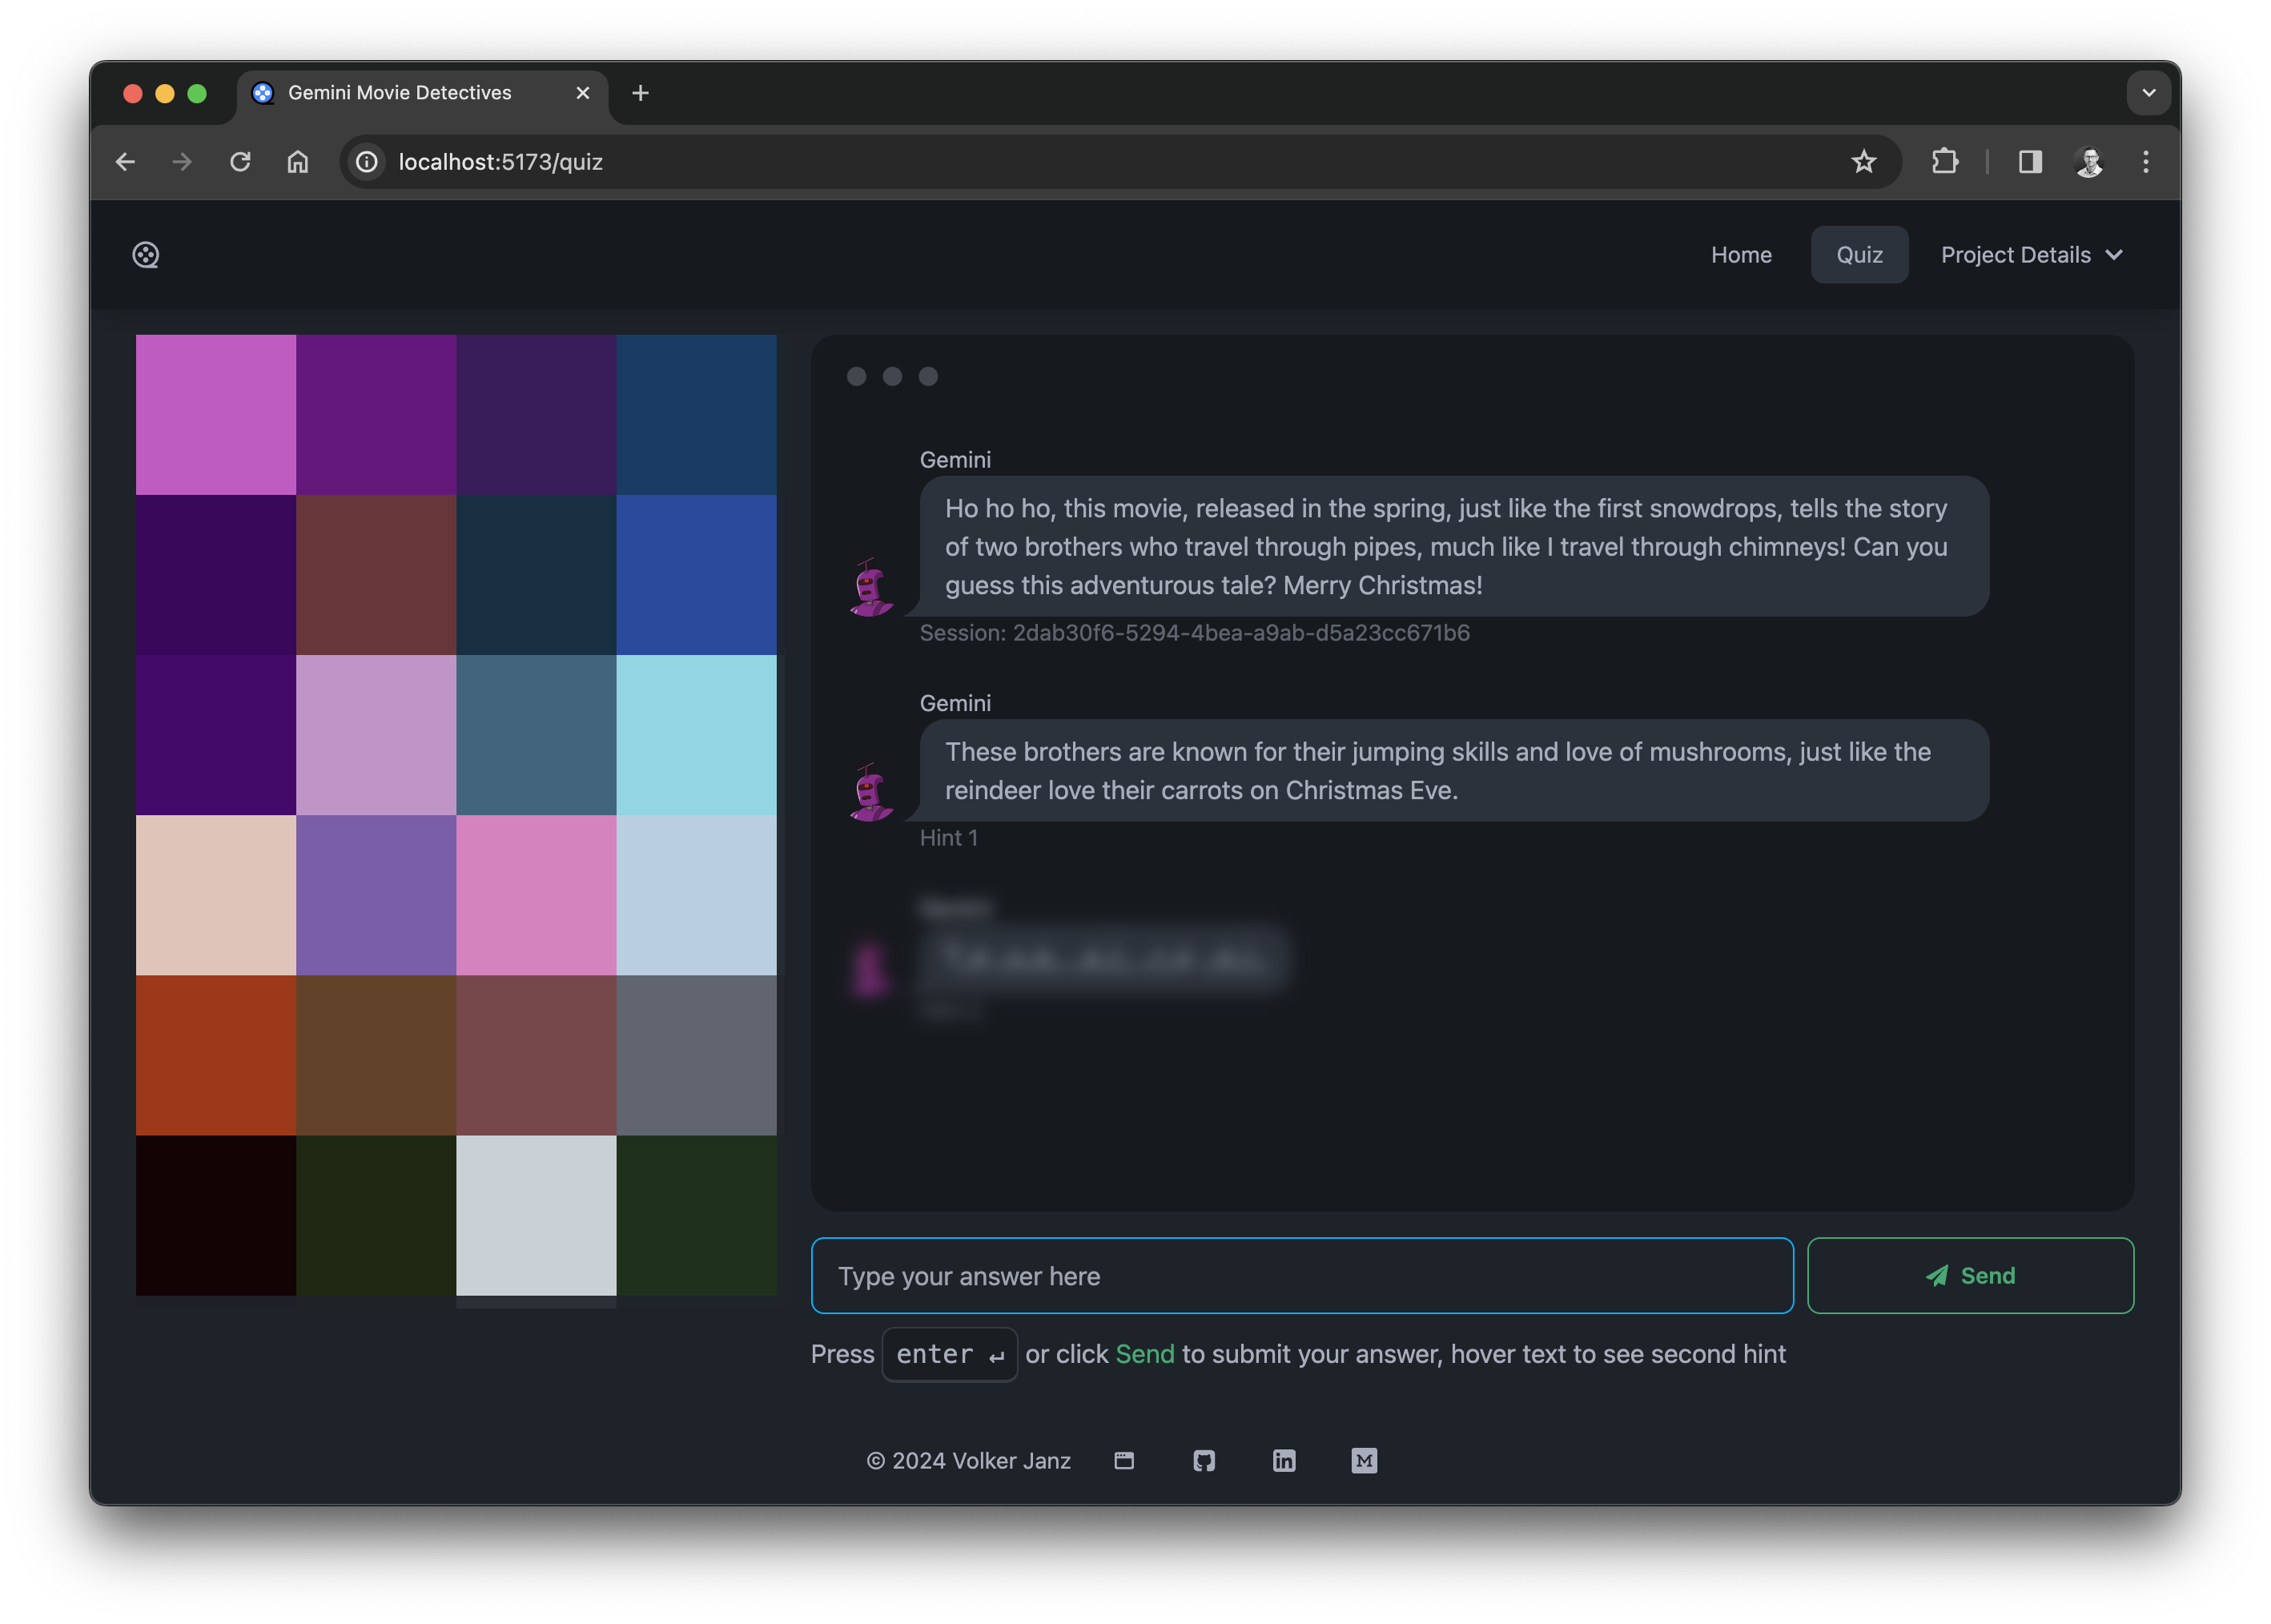 Gemini Movie Detectives
localhost:5173/quiz
Home
Quiz
Project Details
Gemini
Ho ho ho, this movie, released in the spring, just like the first snowdrops, tells the story
of two brothers who travel through pipes, much like I travel through chimneys! Can you
guess this adventurous tale? Merry Christmas!
Session: 2dab30f6-5294-4bea-a9ab-d5a23cc671b6
Gemini
These brothers are known for their jumping skills and love of mushrooms, just like the
reindeer love their carrots on Christmas Eve.
Hint 1
Type your answer here
Send
Press enter ↵ or click Send to submit your answer, hover text to see second hint
© 2024 Volker Janz